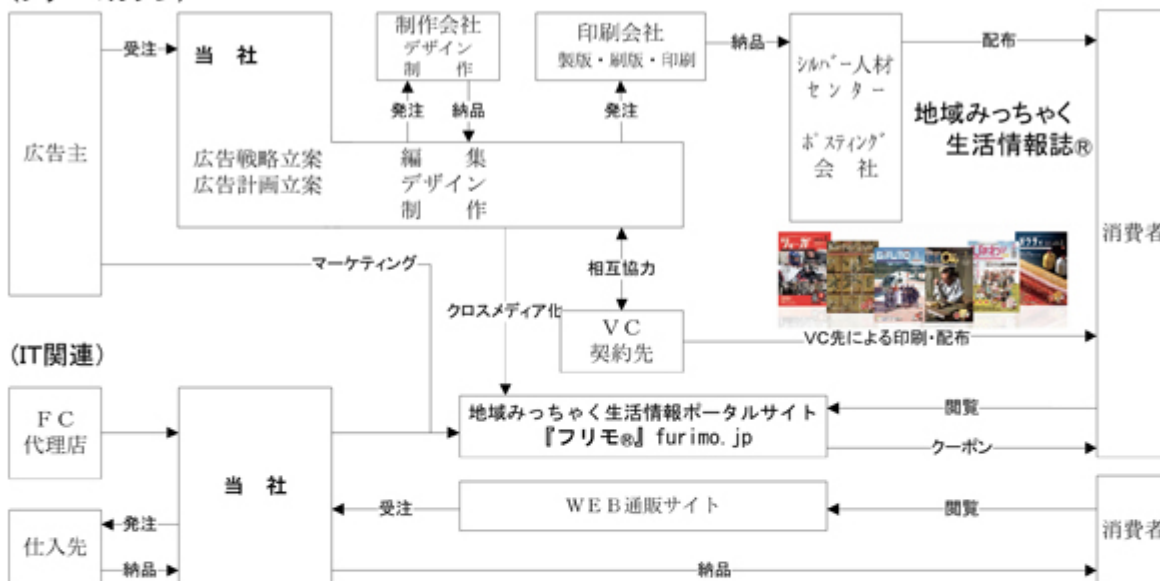 広告主
受注
当 社
制作会社
デザイン
制 作
発注
納品
印刷会社
製版・刷版・印刷
発注
納品
シルバー人材
センター
ポスティング
会 社
配布
地域みっちゃく
生活情報誌®
消費者
広告戦略立案
広告計画立案
編 集
デザイン
制 作
マーケティング
クロスメディア化
相互協力
VC
契約先
VC先による印刷・配布
(IT関連)
FC
代理店
当 社
地域みっちゃく生活情報ポータルサイト
『フリモ®』furimo.jp
閲覧
クーポン
仕入先
発注
納品
受注
WEB通販サイト
閲覧
消費者
納品